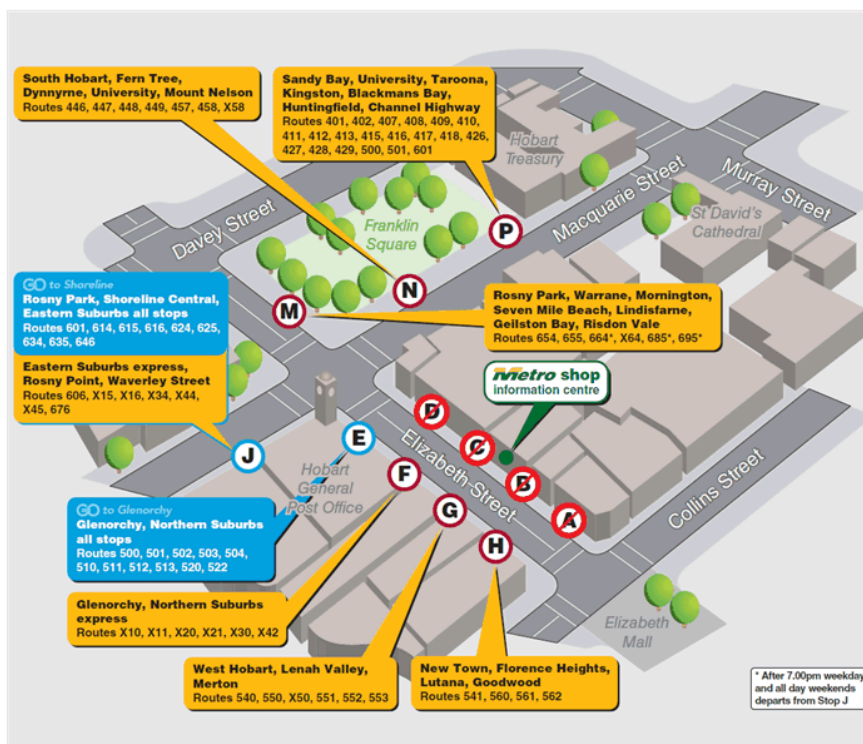 South Hobart, Fern Tree,
Dynnyrne, University, Mount Nelson
Routes 446, 447, 448, 449, 457, 458, X58
Sandy Bay, University, Taroona,
Kingston, Blackmans Bay,
Huntingfield, Channel Highway
Routes 401, 402, 407, 408, 409, 410,
411, 412, 413, 415, 416, 417, 418, 426,
427, 428, 429, 500, 501, 601
Hobart
Treasury
Murray Street
Macquarie Street
St David's
Cathedral
Davey Street
Franklin
Square
P
N
M
GO to Shoreline
Rosny Park, Shoreline Central,
Eastern Suburbs all stops
Routes 601, 614, 615, 616, 624, 625,
634, 635, 646
Eastern Suburbs express,
Rosny Point, Waverley Street
Routes 606, X15, X16, X34, X44,
X45, 676
Rosny Park, Warrane, Mornington,
Seven Mile Beach, Lindisfarne,
Geilston Bay, Risdon Vale
Routes 654, 655, 664*, X64, 685*, 695*
Metro shop
information centre
D
C
B
A
Elizabeth Street
Collins Street
J
E
F
G
H
Hobart
General
Post Office
GO to Glenorchy
Glenorchy, Northern Suburbs
all stops
Routes 500, 501, 502, 503, 504,
510, 511, 512, 513, 520, 522
Glenorchy, Northern Suburbs
express
Routes X10, X11, X20, X21, X30, X42
West Hobart, Lenah Valley,
Merton
Routes 540, 550, X50, 551, 552, 553
New Town, Florence Heights,
Lutana, Goodwood
Routes 541, 560, 561, 562
Elizabeth
Mall
* After 7.00pm weekday
and all day weekends
departs from Stop J